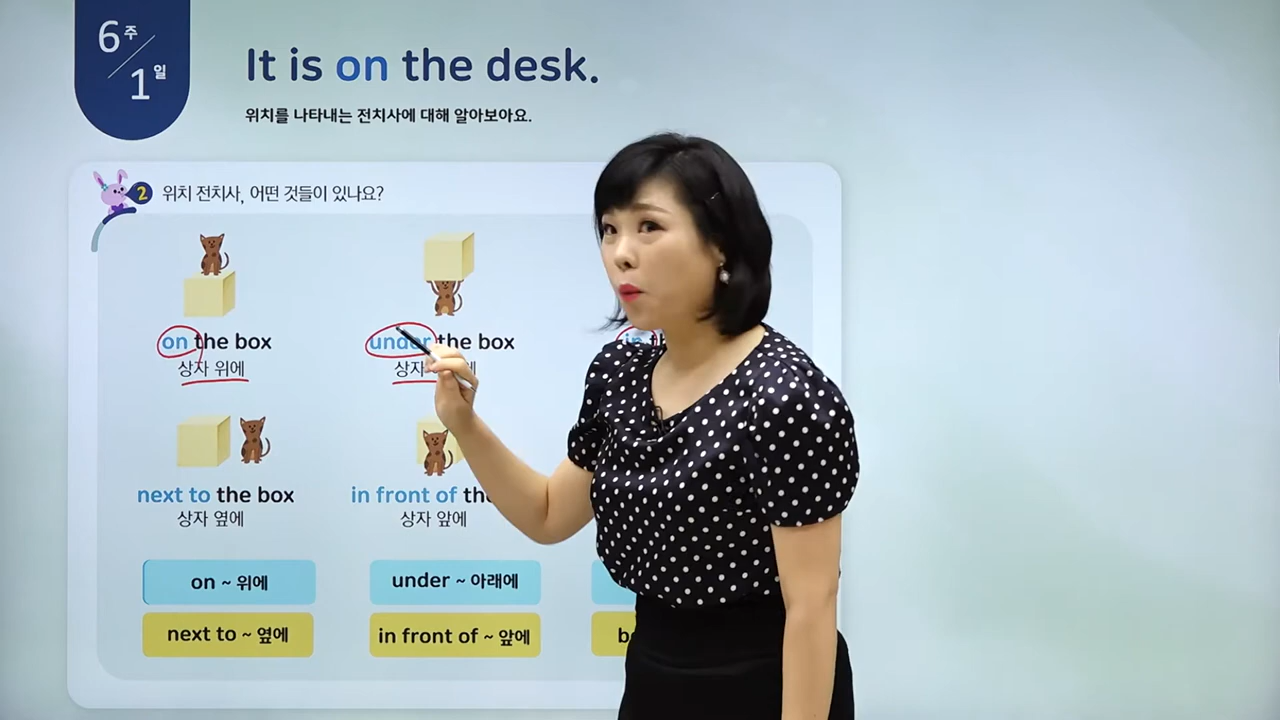 6주
1일
It is on the desk.
위치를 나타내는 전치사에 대해 알아보아요.
2 위치 전치사, 어떤 것들이 있나요?
on the box
under the box
in
상자 위에
상자
next to the box
in front of the
상자 옆에
상자 앞에
on ~ 위에
under ~ 아래에
next to ~ 옆에
in front of ~ 앞에